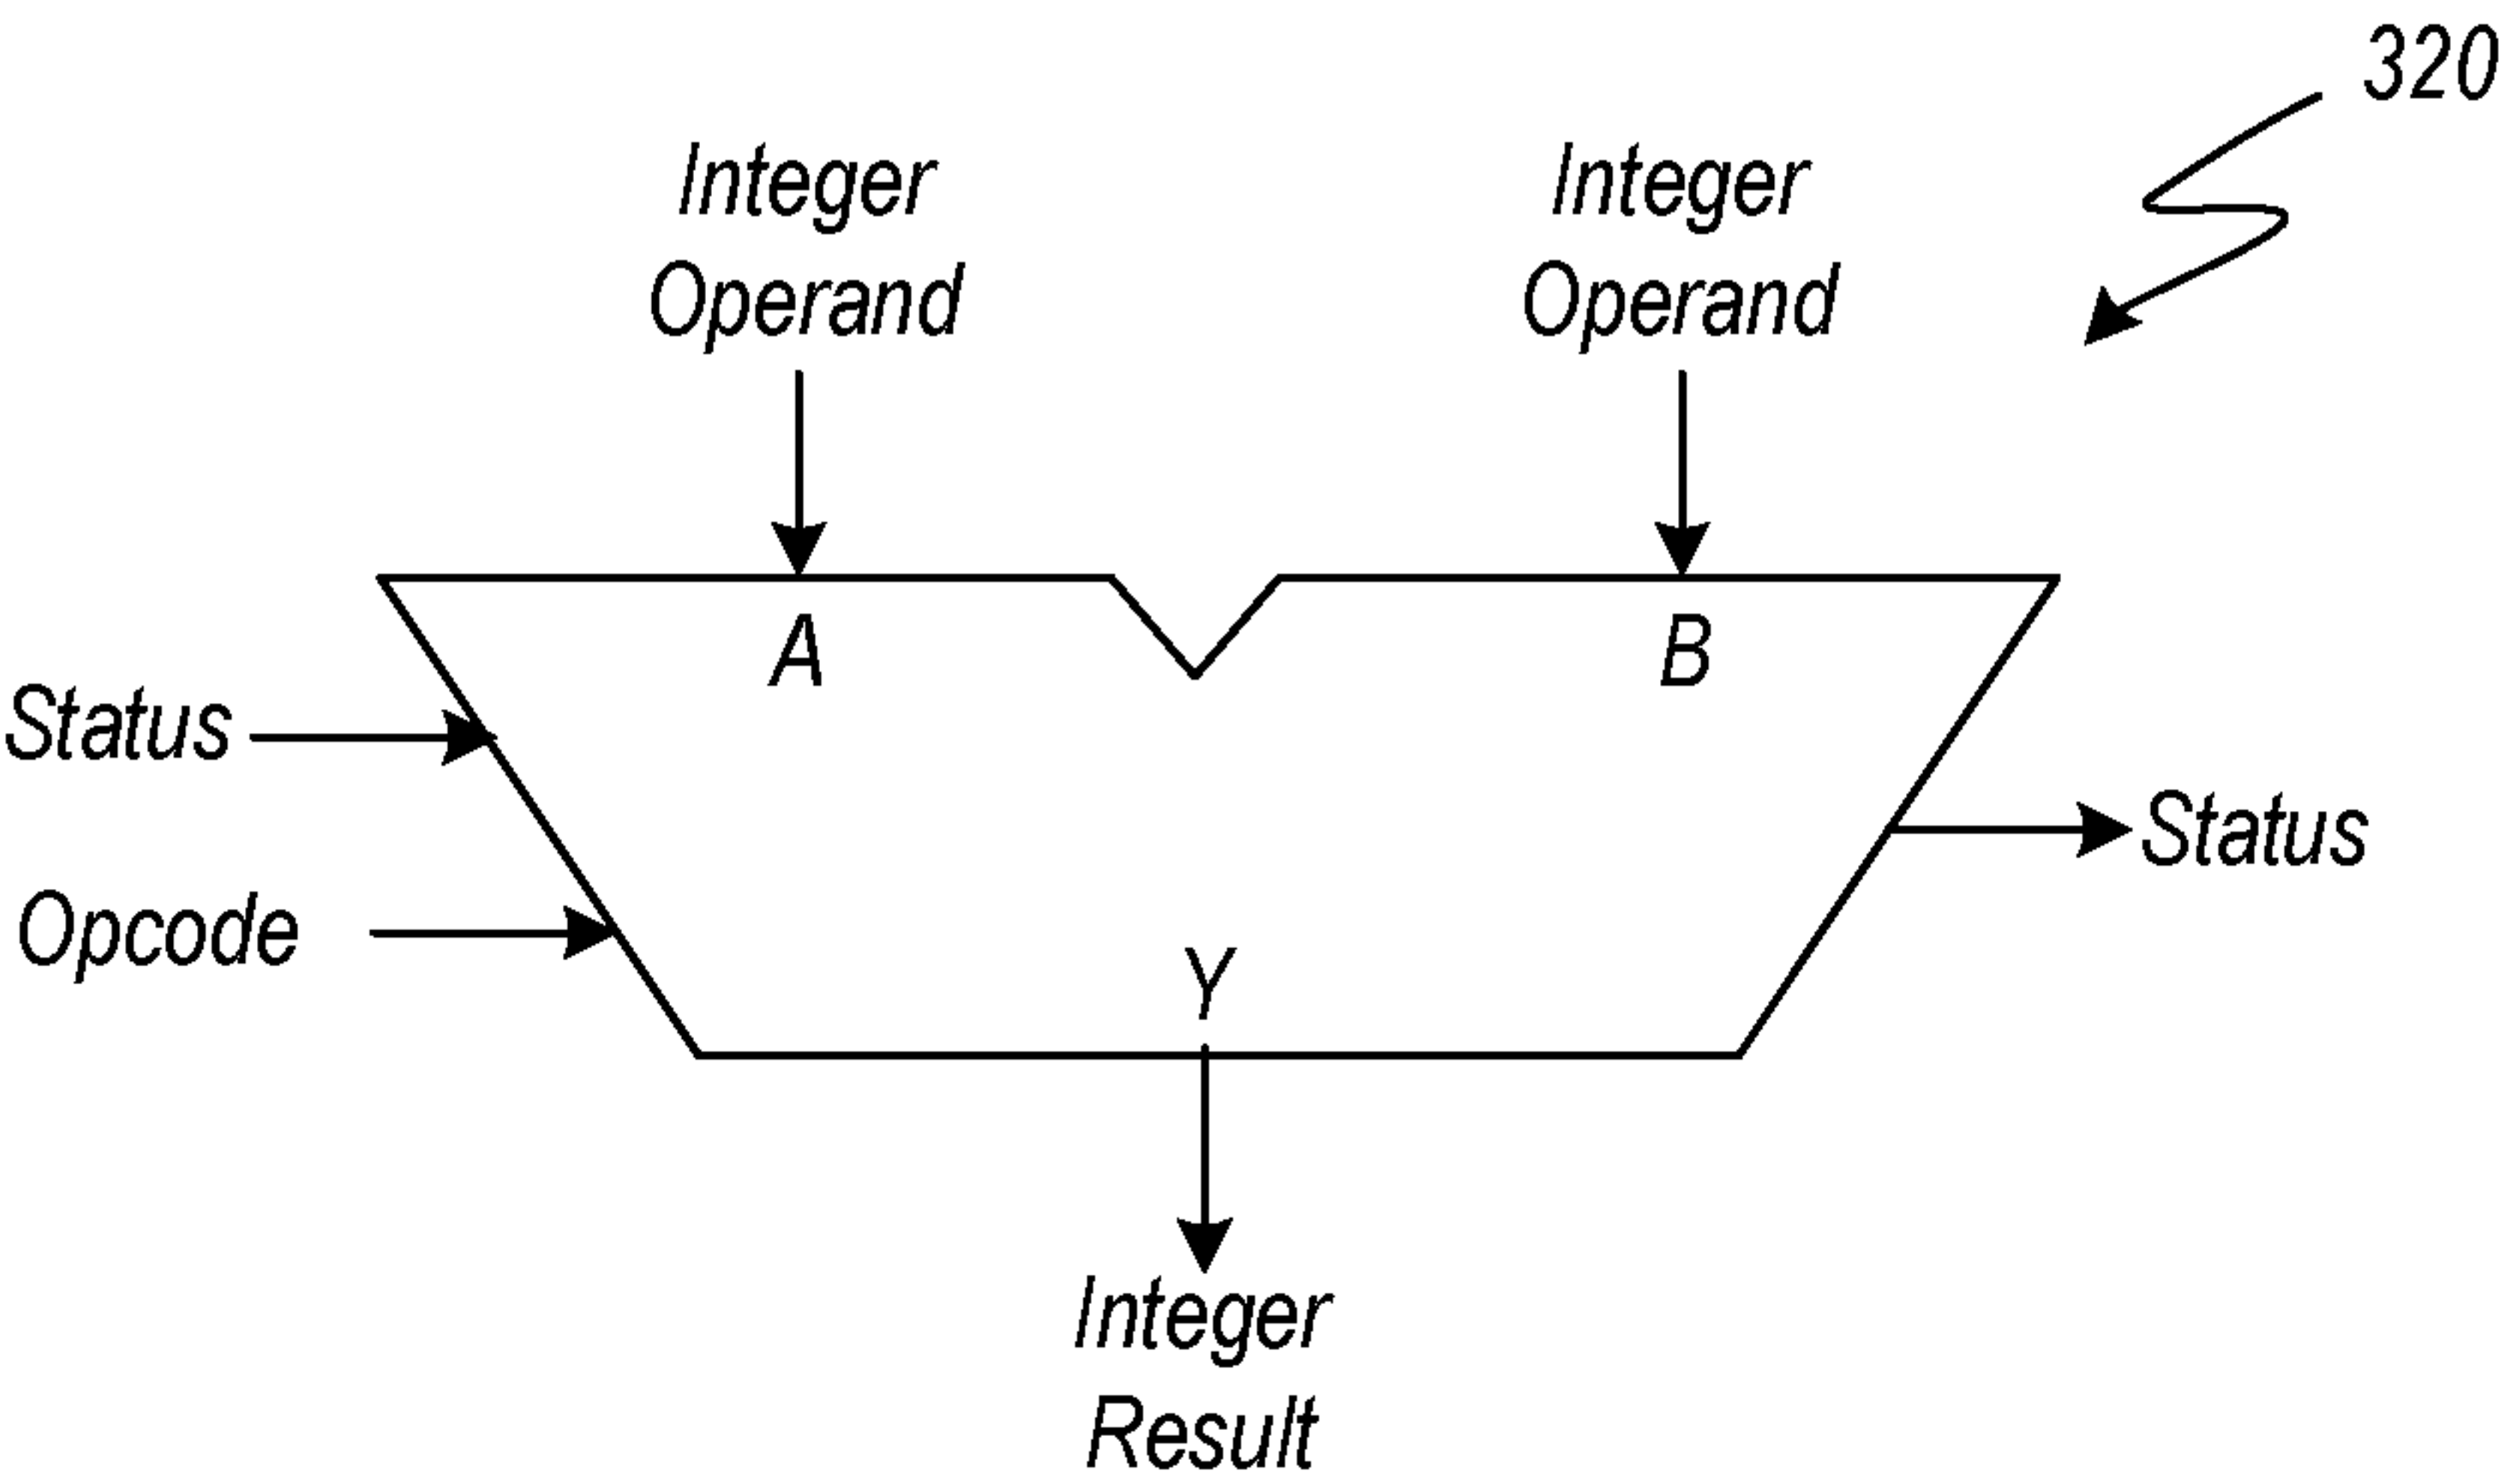 320
Integer
Operand
Integer
Operand
A
B
Status
Status
Opcode
Y
Integer
Result